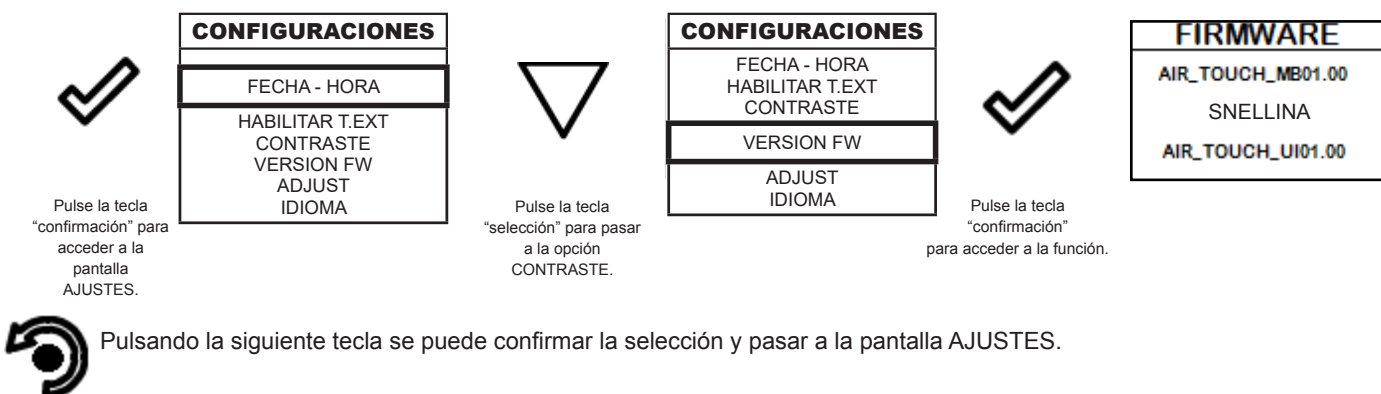 CONFIGURACIONES
FECHA - HORA
HABILITAR T.EXT
CONTRASTE
VERSION FW
ADJUST
IDIOMA
Pulse la tecla
“confirmación” para
acceder a la
pantalla
AJUSTES.
Pulse la tecla
“selección” para pasar
a la opción
CONTRASTE.
CONFIGURACIONES
FECHA - HORA
HABILITAR T.EXT
CONTRASTE
VERSION FW
ADJUST
IDIOMA
Pulse la tecla
“confirmación”
para acceder a la función.
FIRMWARE
AIR_TOUCH_MB01.00
SNELLINA
AIR_TOUCH_UI01.00
Pulsando la siguiente tecla se puede confirmar la selección y pasar a la pantalla AJUSTES.